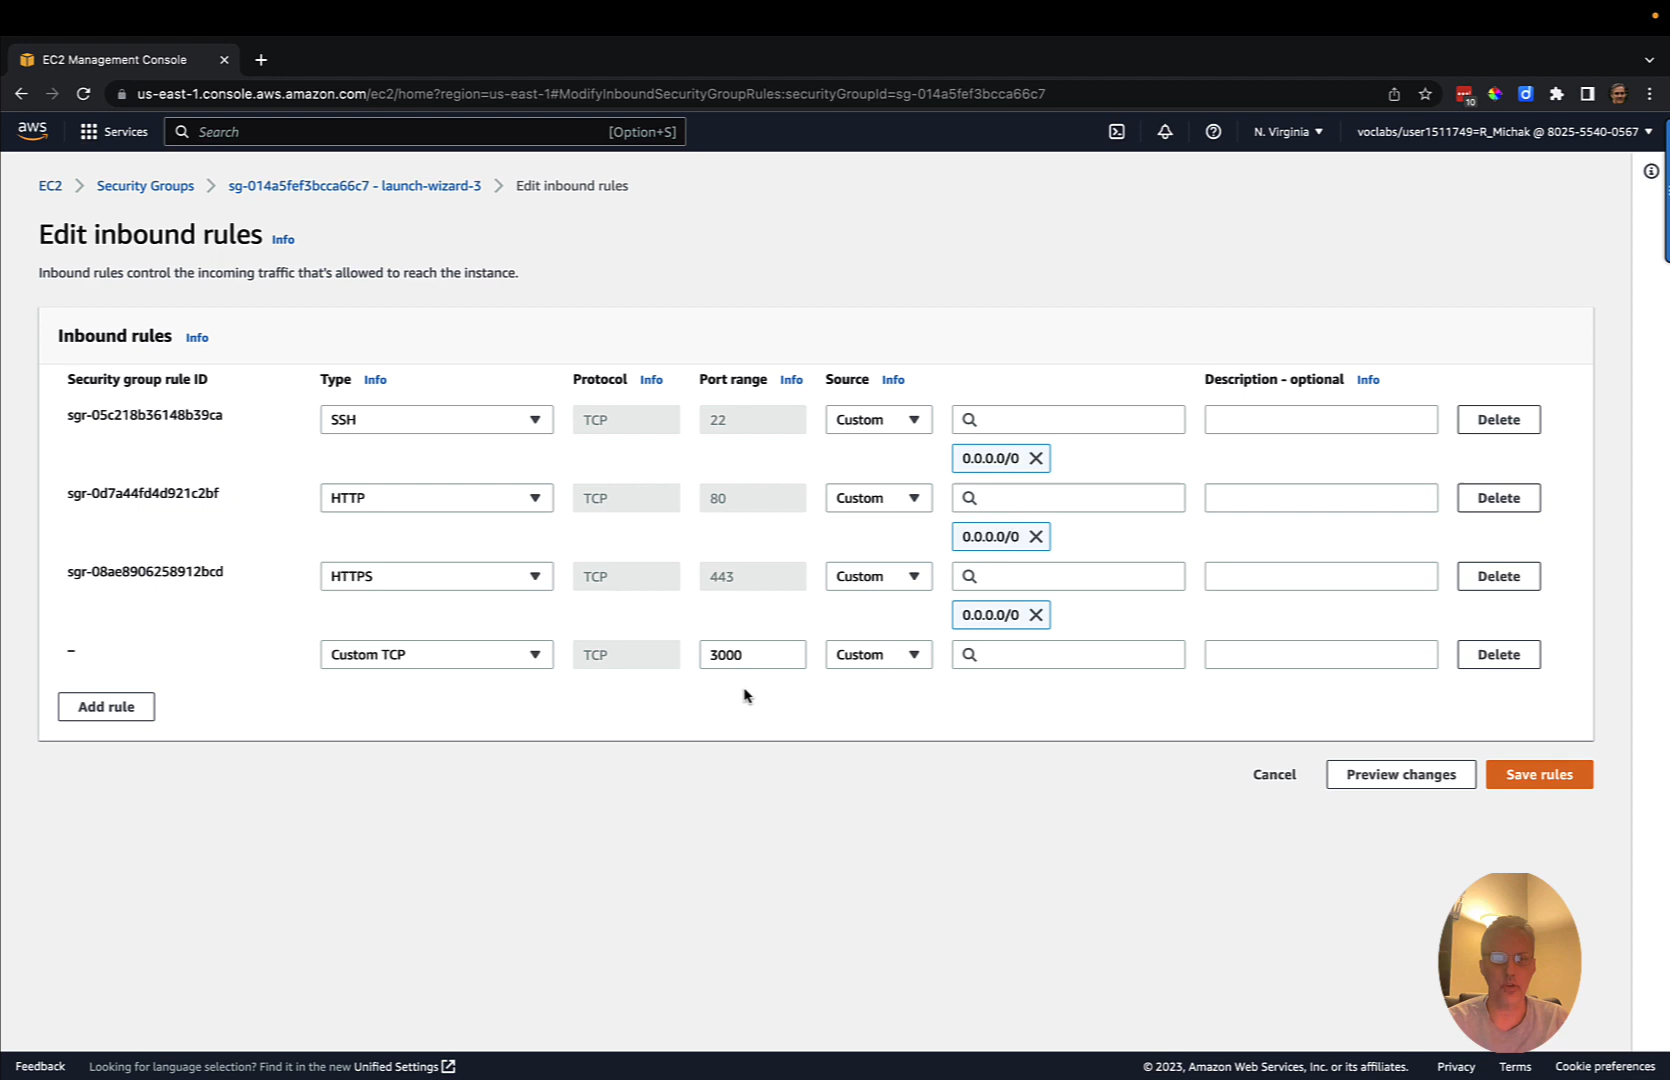 EC2 Management Console
us-east-1.console.aws.amazon.com/ec2/home?region=us-east-1#ModifyInboundSecurityGroupRules:securityGroupId=sg-014a5fef3bcca66c7
10
aws Services Search [Option+S] N. Virginia voclabs/user1511749=R_Michak @ 8025-5540-0567
EC2 Security Groups sg-014a5fef3bcca66c7 - launch-wizard-3 Edit inbound rules
Edit inbound rules Info
Inbound rules control the incoming traffic that's allowed to reach the instance.
Inbound rules Info
Security group rule ID Type Info Protocol Info Port range Info Source Info Description - optional Info
sgr-05c218b36148b39ca SSH TCP 22 Custom Delete
0.0.0.0/0
sgr-0d7a44fd4d921c2bf HTTP TCP 80 Custom Delete
0.0.0.0/0
sgr-08ae8906258912bcd HTTPS TCP 443 Custom Delete
0.0.0.0/0
– Custom TCP TCP 3000 Custom Delete
Add rule
Cancel Preview changes Save rules
Feedback Looking for language selection? Find it in the new Unified Settings © 2023, Amazon Web Services, Inc. or its affiliates. Privacy Terms Cookie preferences